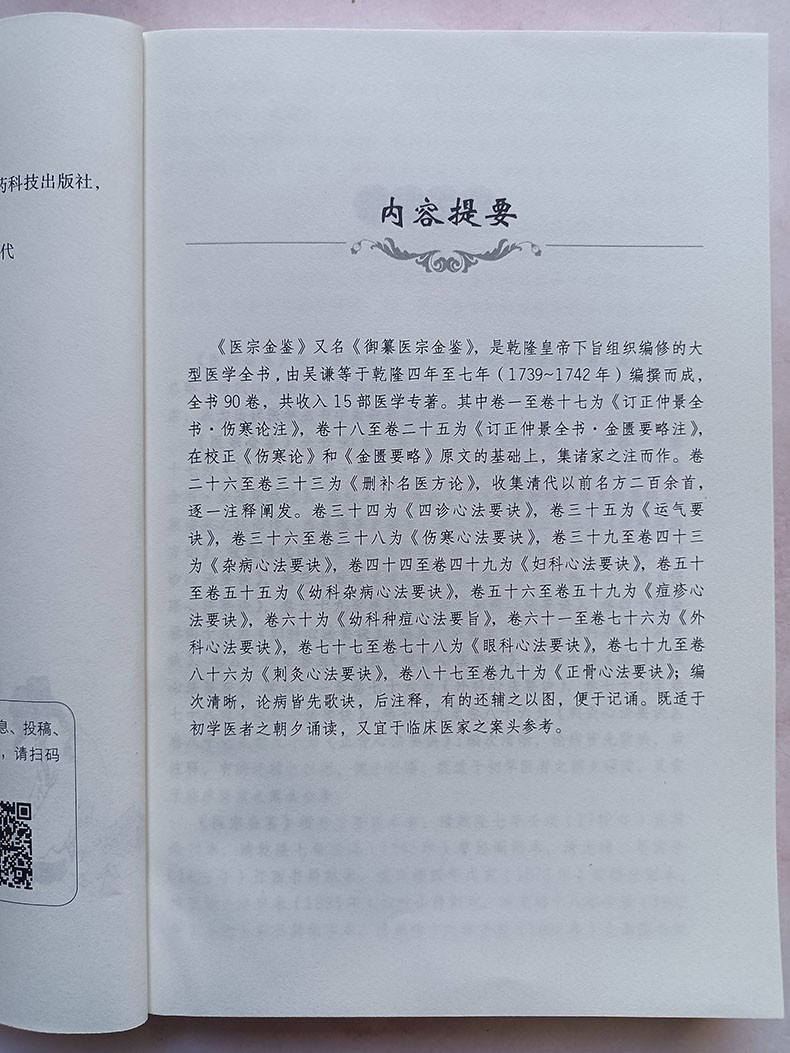 药科技出版社，
代
息、投稿、
，请扫码
内容提要
《医宗金鉴》又名《御纂医宗金鉴》，是乾隆皇帝下旨组织编修的大
型医学全书，由吴谦等于乾隆四年至七年（1739~1742年）编撰而成，
全书90卷，共收入15部医学专著。其中卷一至卷十七为《订正仲景全
书·伤寒论注》，卷十八至卷二十五为《订正仲景全书·金匮要略注》，
在校正《伤寒论》和《金匮要略》原文的基础上，集诸家之注而作。卷
二十六至卷三十三为《删补名医方论》，收集清代以前名方二百余首，
逐一注释阐发。卷三十四为《四诊心法要诀》，卷三十五为《运气要
诀》，卷三十六至卷三十八为《伤寒心法要诀》，卷三十九至卷四十三
为《杂病心法要诀》，卷四十四至卷四十九为《妇科心法要诀》，卷五十
至卷五十五为《幼科杂病心法要诀》，卷五十六至卷五十九为《痘疹心
法要诀》，卷六十为《幼科种痘心法要旨》，卷六十一至卷七十六为《外
科心法要诀》，卷七十七至卷七十八为《眼科心法要诀》，卷七十九至卷
八十六为《刺灸心法要诀》，卷八十七至卷九十为《正骨心法要诀》；编
次清晰，论病皆先歌诀，后注释，有的还辅之以图，便于记诵。既适于
初学医者之朝夕诵读，又宜于临床医家之案头参考。